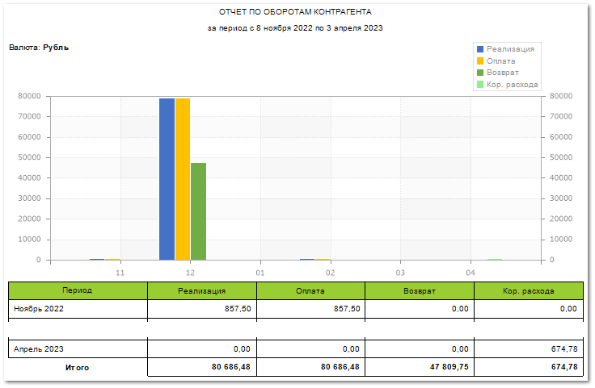 ОТЧЕТ ПО ОБОРОТАМ КОНТРАГЕНТА
за период с 8 ноября 2022 по 3 апреля 2023
Валюта: Рубль
Реализация
Оплата
Возврат
Кор. расхода
80000 80000
70000 70000
60000 60000
50000 50000
40000 40000
30000 30000
20000 20000
10000 10000
0 0
11 12 01 02 03 04
Период Реализация Оплата Возврат Кор. расхода
Ноябрь 2022 857,50 857,50 0,00 0,00
Апрель 2023 0,00 0,00 0,00 674,78
Итого 80 686,48 80 686,48 47 809,75 674,78